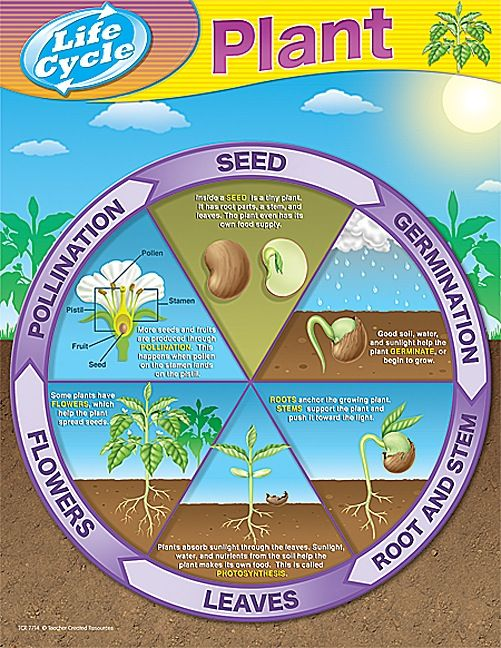 Life
Cycle
Plant
SEED
Inside a SEED is a tiny plant.
It has root parts, a stem, and
leaves. The plant even has its
own food supply.
GERMINATION
Good soil, water,
and sunlight help the
plant GERMINATE, or
begin to grow.
ROOT AND STEM
ROOTS anchor the growing plant.
STEMS support the plant and
push it toward the light.
LEAVES
Plants absorb sunlight through the leaves. Sunlight,
water, and nutrients from the soil help the
plant makes its own food. This is called
PHOTOSYNTHESIS.
FLOWERS
Some plants have
FLOWERS, which
help the plant
spread seeds.
POLLINATION
Pollen
Stamen
Pistil
Fruit
Seed
More seeds and fruits
are produced through
POLLINATION. This
happens when pollen
on the stamen lands
on the pistil.
TCR 7714 © Teacher Created Resources